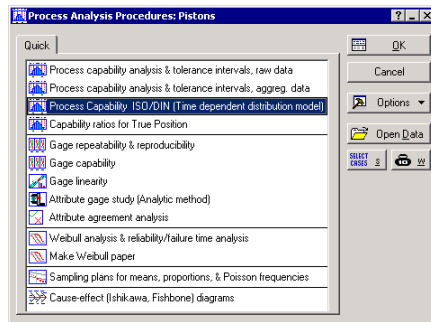 Process Analysis Procedures: Pistons
Quick
Process capability analysis & tolerance intervals, raw data
Process capability analysis & tolerance intervals, aggreg. data
Process Capability ISO/DIN (Time dependent distribution model)
Capability ratios for True Position
Gage repeatability & reproducibility
Gage capability
Gage linearity
Attribute gage study (Analytic method)
Attribute agreement analysis
Weibull analysis & reliability/failure time analysis
Make Weibull paper
Sampling plans for means, proportions, & Poisson frequencies
Cause-effect (Ishikawa, Fishbone) diagrams
OK
Cancel
Options
Open Data
SELECT CASES S
W